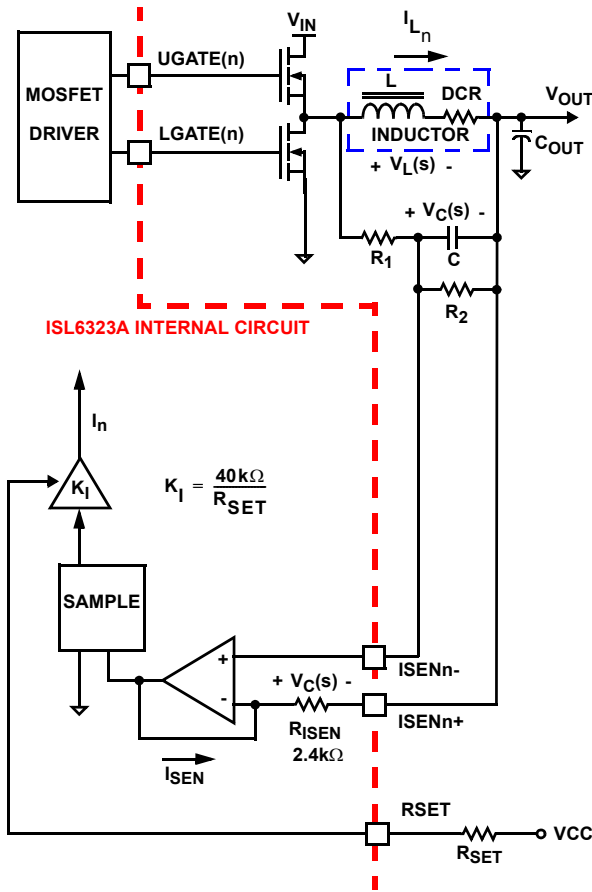 V_IN
I_Ln
MOSFET
DRIVER
UGATE(n)
LGATE(n)
L
DCR
INDUCTOR
V_OUT
C_OUT
+ V_L(s) -
+ V_C(s) -
R_1
C
R_2
ISL6323A INTERNAL CIRCUIT
I_n
K_I
K_I = 40kΩ / R_SET
SAMPLE
+
-
ISENn-
+ V_C(s) -
R_ISEN
2.4kΩ
ISENn+
I_SEN
RSET
R_SET
VCC